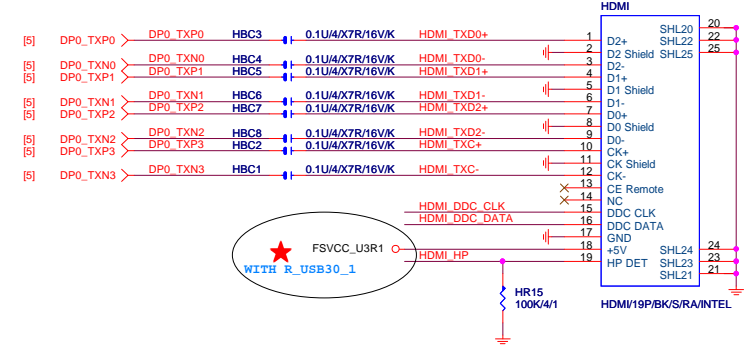 HDMI
[5] DP0_TXP0 DP0_TXP0 HBC3 0.1U/4/X7R/16V/K HDMI_TXD0+ 1 D2+ SHL20 20
2 D2 Shield SHL22 22
[5] DP0_TXN0 DP0_TXN0 HBC4 0.1U/4/X7R/16V/K HDMI_TXD0- 3 D2- SHL25 25
[5] DP0_TXP1 DP0_TXP1 HBC5 0.1U/4/X7R/16V/K HDMI_TXD1+ 4 D1+
5 D1 Shield
[5] DP0_TXN1 DP0_TXN1 HBC6 0.1U/4/X7R/16V/K HDMI_TXD1- 6 D1-
[5] DP0_TXP2 DP0_TXP2 HBC7 0.1U/4/X7R/16V/K HDMI_TXD2+ 7 D0+
8 D0 Shield
[5] DP0_TXN2 DP0_TXN2 HBC8 0.1U/4/X7R/16V/K HDMI_TXD2- 9 D0-
[5] DP0_TXP3 DP0_TXP3 HBC2 0.1U/4/X7R/16V/K HDMI_TXC+ 10 CK+
11 CK Shield
[5] DP0_TXN3 DP0_TXN3 HBC1 0.1U/4/X7R/16V/K HDMI_TXC- 12 CK-
13 CE Remote
14 NC
HDMI_DDC_CLK 15 DDC CLK
HDMI_DDC_DATA 16 DDC DATA
17 GND
FSVCC_U3R1 18 +5V SHL24 24
WITH R_USB30_1 HDMI_HP 19 HP DET SHL23 23
SHL21 21
HR15
100K/4/1
HDMI/19P/BK/S/RA/INTEL